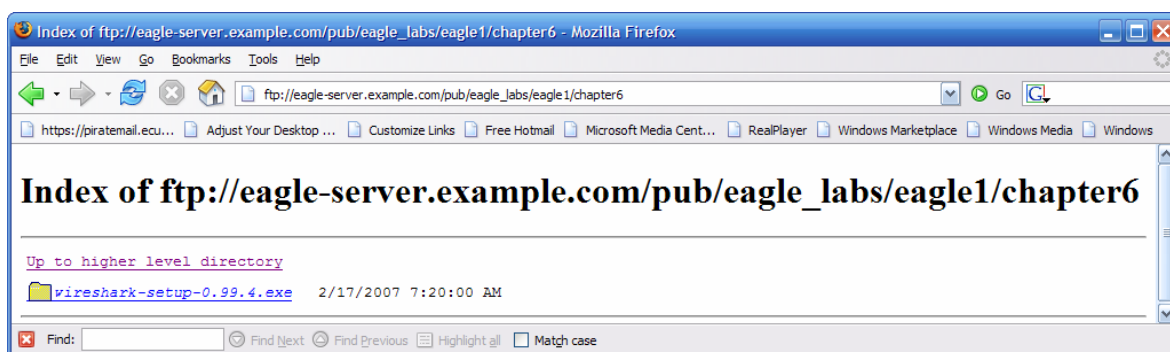 Index of ftp://eagle-server.example.com/pub/eagle_labs/eagle1/chapter6 - Mozilla Firefox
File Edit View Go Bookmarks Tools Help
ftp://eagle-server.example.com/pub/eagle_labs/eagle1/chapter6 Go G
https://piratemail.ecu... Adjust Your Desktop ... Customize Links Free Hotmail Microsoft Media Cent... RealPlayer Windows Marketplace Windows Media Windows
Index of ftp://eagle-server.example.com/pub/eagle_labs/eagle1/chapter6
Up to higher level directory
wireshark-setup-0.99.4.exe 2/17/2007 7:20:00 AM
Find: Find Next Find Previous Highlight all Match case